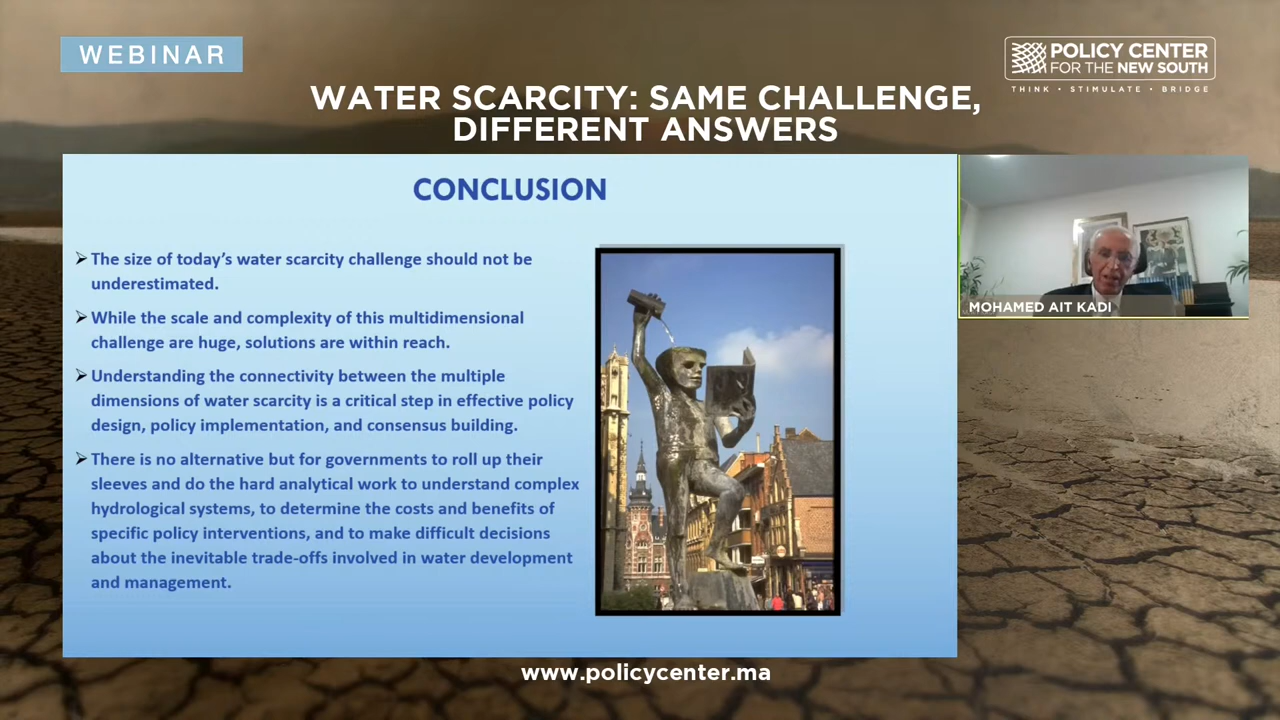 WEBINAR
POLICY CENTER
FOR THE NEW SOUTH
THINK • STIMULATE • BRIDGE
WATER SCARCITY: SAME CHALLENGE,
DIFFERENT ANSWERS
CONCLUSION
➢ The size of today’s water scarcity challenge should not be
underestimated.
➢ While the scale and complexity of this multidimensional
challenge are huge, solutions are within reach.
➢ Understanding the connectivity between the multiple
dimensions of water scarcity is a critical step in effective policy
design, policy implementation, and consensus building.
➢ There is no alternative but for governments to roll up their
sleeves and do the hard analytical work to understand complex
hydrological systems, to determine the costs and benefits of
specific policy interventions, and to make difficult decisions
about the inevitable trade-offs involved in water development
and management.
MOHAMED AIT KADI
www.policycenter.ma